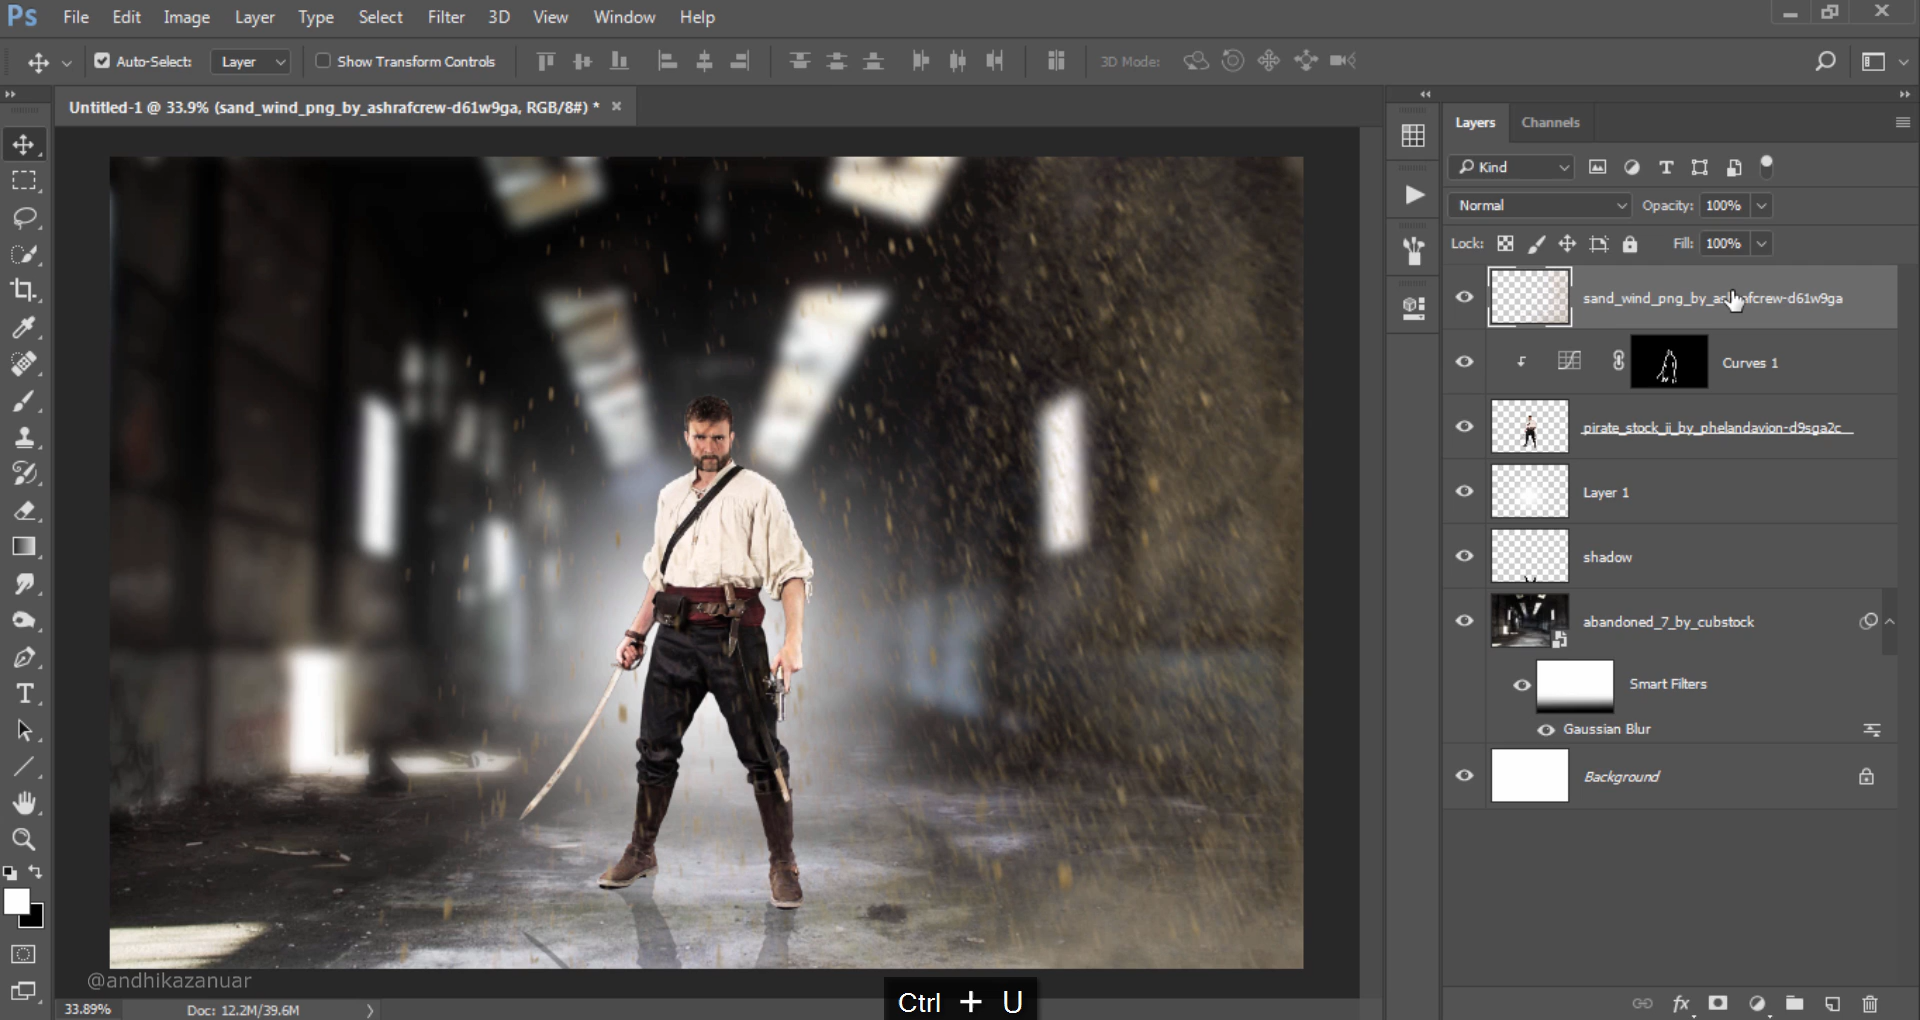 Ps File Edit Image Layer Type Select Filter 3D View Window Help
Auto-Select: Layer Show Transform Controls 3D Mode:
Untitled-1 @ 33.9% (sand_wind_png_by_ashrafcrew-d61w9ga, RGB/8#) * ×
Layers Channels
Kind
Normal Opacity: 100%
Lock: Fill: 100%
sand_wind_png_by_ashrafcrew-d61w9ga
Curves 1
pirate_stock_ii_by_phelandavion-d9sga2c
Layer 1
shadow
abandoned_7_by_cubstock
Smart Filters
Gaussian Blur
Background
@andhikazanuar
33.89% Doc: 12.2M/39.6M
Ctrl + U